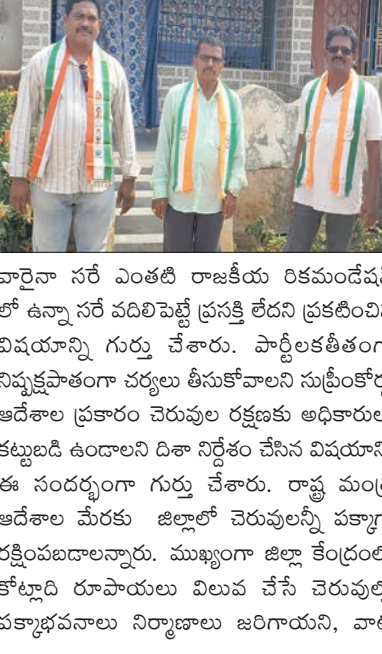 వారైనా సరే ఎంతటి రాజకీయ రికమండేషన్
లో ఉన్నా సరే వదిలిపెట్టే ప్రసక్తి లేదని ప్రకటించిన
విషయాన్ని గుర్తు చేశారు. పార్టీలకతీతంగా
నిష్పక్షపాతంగా చర్యలు తీసుకోవాలని సుప్రీంకోర్టు
ఆదేశాల ప్రకారం చెరువుల రక్షణకు అధికారులు
కట్టుబడి ఉండాలని దిశా నిర్దేశం చేసిన విషయాన్ని
ఈ సందర్భంగా గుర్తు చేశారు. రాష్ట్ర మంత్రి
ఆదేశాల మేరకు జిల్లాలో చెరువులన్నీ పక్కాగా
రక్షింపబడాలన్నారు. ముఖ్యంగా జిల్లా కేంద్రంలో
కోట్లాది రూపాయలు విలువ చేసే చెరువుల్లో
పక్కాభవనాలు నిర్మాణాలు జరిగాయని,